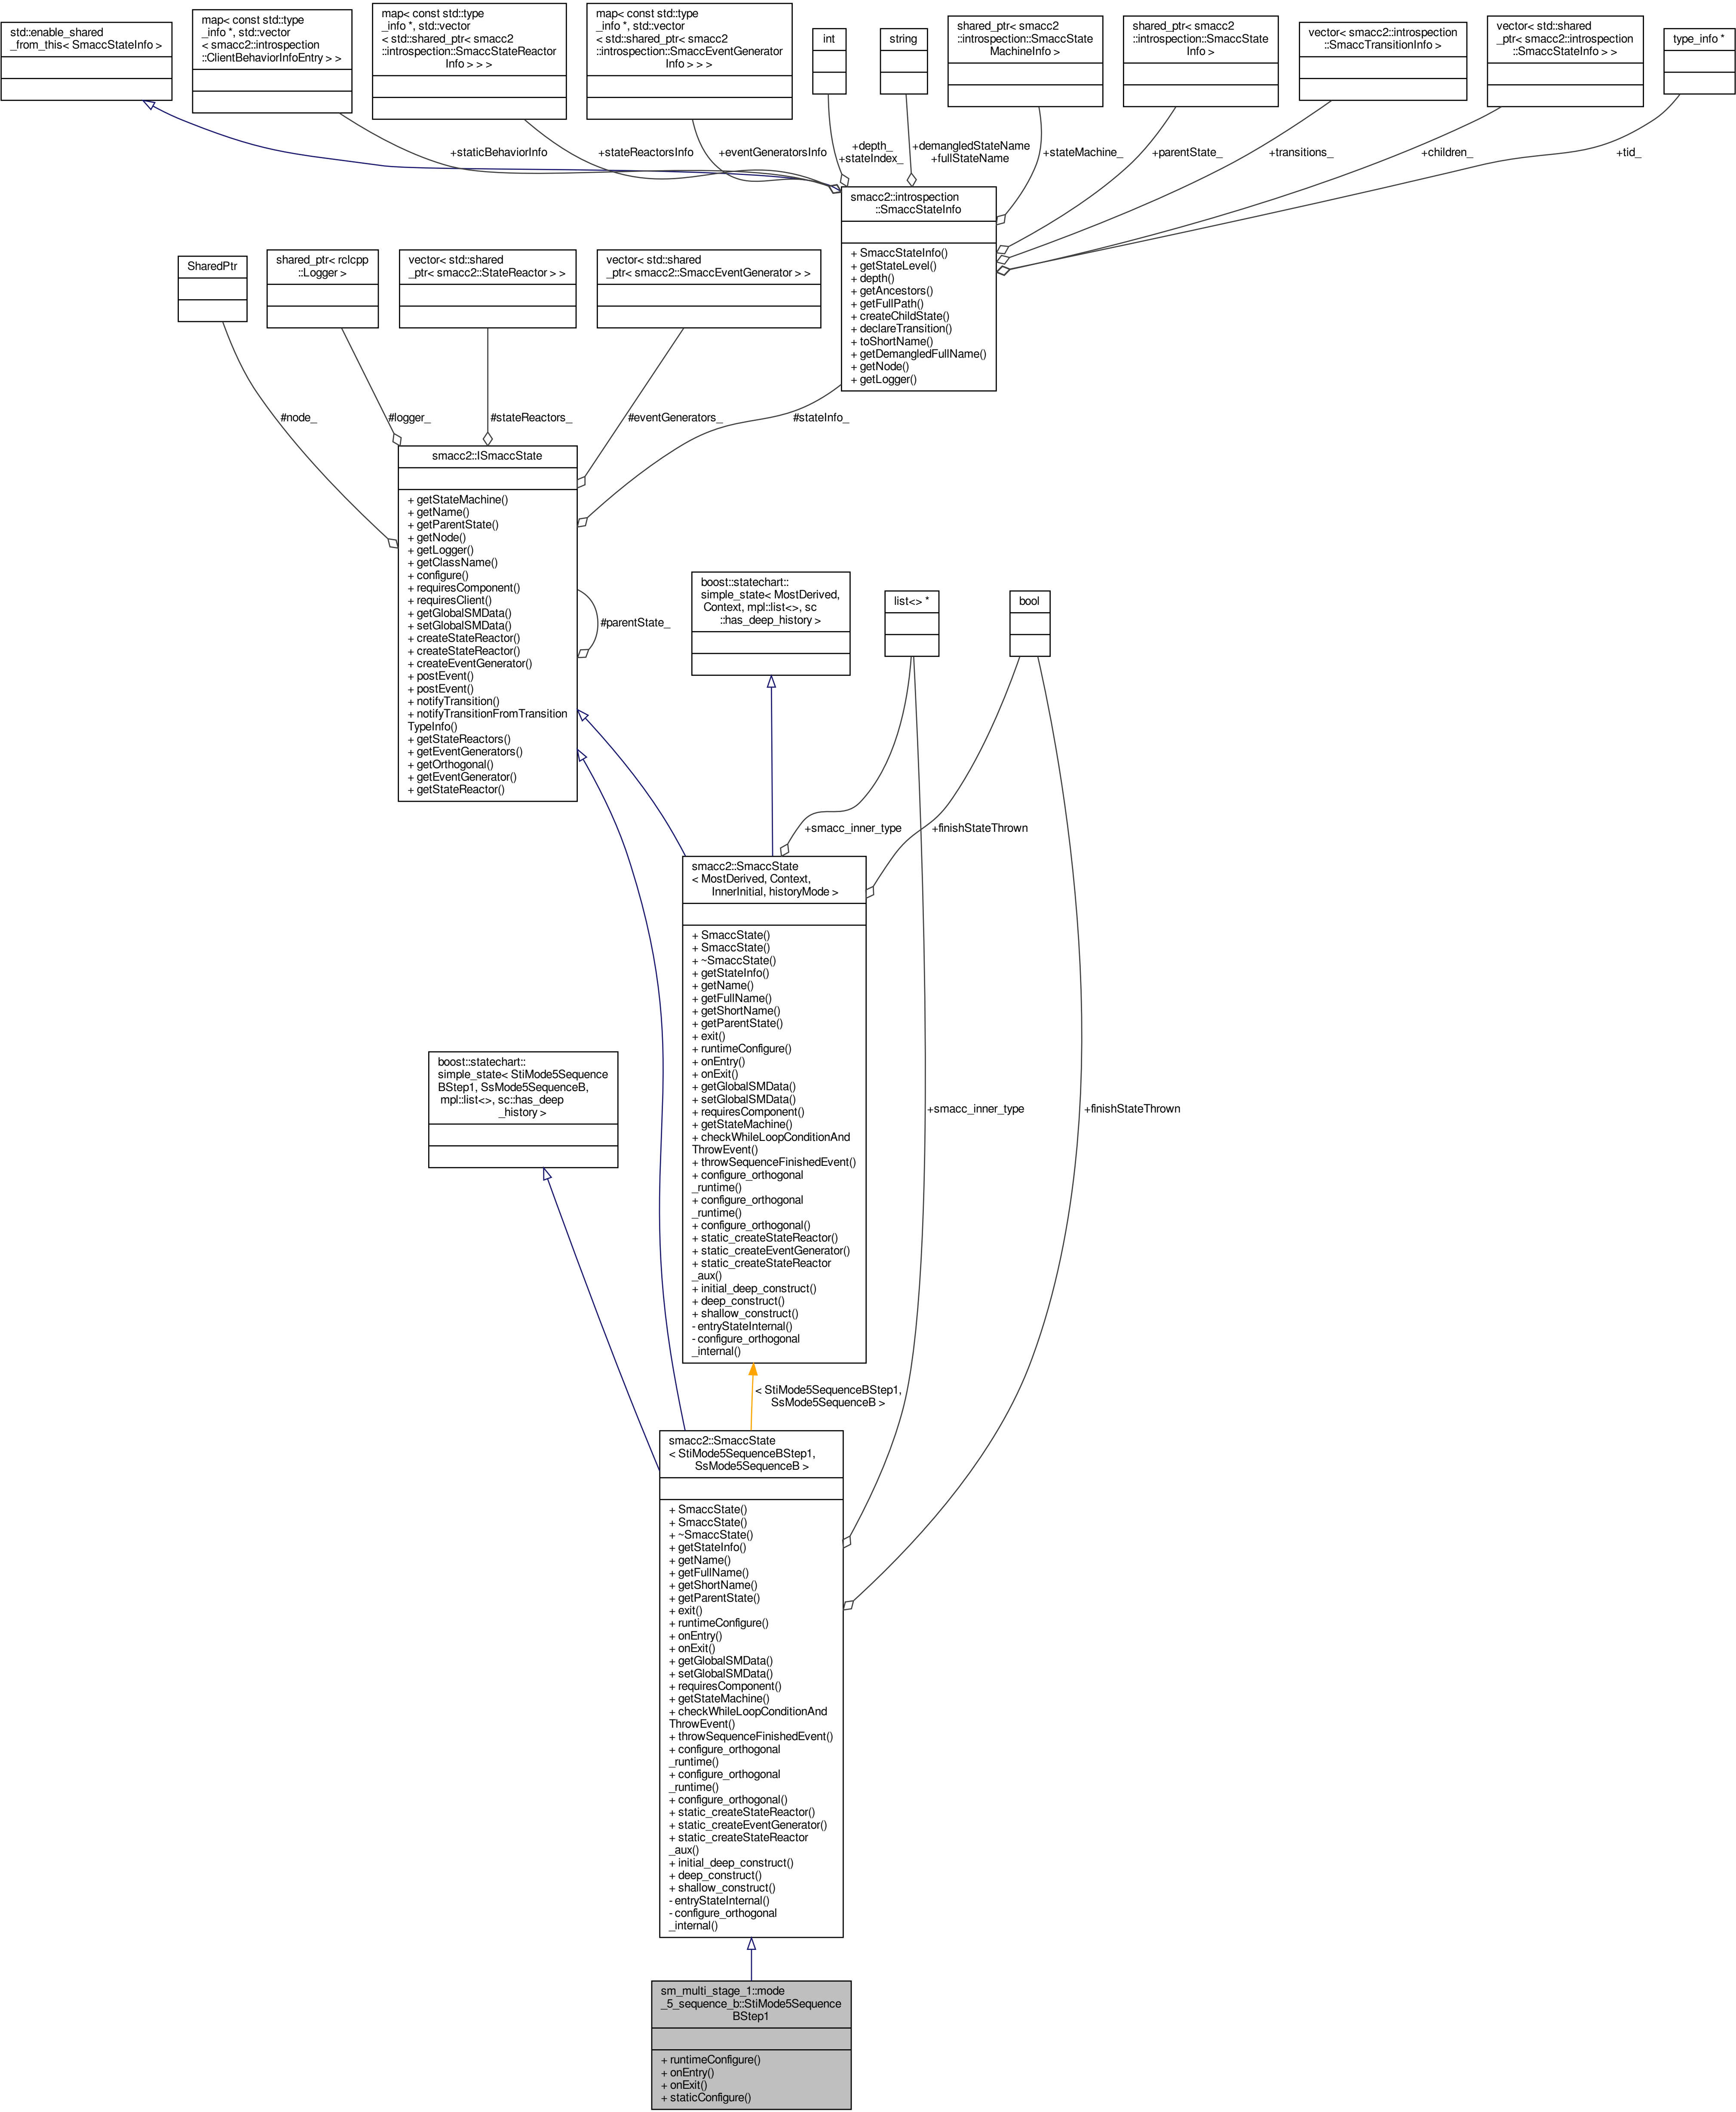 std::enable_shared
_from_this< SmaccStateInfo >
map< const std::type
_info *, std::vector
< smacc2::introspection
::ClientBehaviorInfoEntry > >
map< const std::type
_info *, std::vector
< std::shared_ptr< smacc2
::introspection::SmaccStateReactor
Info > > >
map< const std::type
_info *, std::vector
< std::shared_ptr< smacc2
::introspection::SmaccEventGenerator
Info > > >
int
string
shared_ptr< smacc2
::introspection::SmaccState
MachineInfo >
shared_ptr< smacc2
::introspection::SmaccState
Info >
vector< smacc2::introspection
::SmaccTransitionInfo >
vector< std::shared
_ptr< smacc2::introspection
::SmaccStateInfo > >
type_info *
+staticBehaviorInfo
+stateReactorsInfo
+eventGeneratorsInfo
+depth_
+stateIndex_
+demangledStateName
+fullStateName
+stateMachine_
+parentState_
+transitions_
+children_
+tid_
smacc2::introspection
::SmaccStateInfo
+ SmaccStateInfo()
+ getStateLevel()
+ depth()
+ getAncestors()
+ getFullPath()
+ createChildState()
+ declareTransition()
+ toShortName()
+ getDemangledFullName()
+ getNode()
+ getLogger()
SharedPtr
shared_ptr< rclcpp
::Logger >
vector< std::shared
_ptr< smacc2::StateReactor > >
vector< std::shared
_ptr< smacc2::SmaccEventGenerator > >
#node_
#logger_
#stateReactors_
#eventGenerators_
#stateInfo_
smacc2::ISmaccState
+ getStateMachine()
+ getName()
+ getParentState()
+ getNode()
+ getLogger()
+ getClassName()
+ configure()
+ requiresComponent()
+ requiresClient()
+ getGlobalSMData()
+ setGlobalSMData()
+ createStateReactor()
+ createStateReactor()
+ createEventGenerator()
+ postEvent()
+ postEvent()
+ notifyTransition()
+ notifyTransitionFromTransition
TypeInfo()
+ getStateReactors()
+ getEventGenerators()
+ getOrthogonal()
+ getEventGenerator()
+ getStateReactor()
#parentState_
boost::statechart::
simple_state< MostDerived,
Context, mpl::list<>, sc
::has_deep_history >
list<> *
bool
+smacc_inner_type
+finishStateThrown
smacc2::SmaccState
< MostDerived, Context,
InnerInitial, historyMode >
+ SmaccState()
+ SmaccState()
+ ~SmaccState()
+ getStateInfo()
+ getName()
+ getFullName()
+ getShortName()
+ getParentState()
+ exit()
+ runtimeConfigure()
+ onEntry()
+ onExit()
+ getGlobalSMData()
+ setGlobalSMData()
+ requiresComponent()
+ getStateMachine()
+ checkWhileLoopConditionAnd
ThrowEvent()
+ throwSequenceFinishedEvent()
+ configure_orthogonal
_runtime()
+ configure_orthogonal
_runtime()
+ configure_orthogonal()
+ static_createStateReactor()
+ static_createEventGenerator()
+ static_createStateReactor
_aux()
+ initial_deep_construct()
+ deep_construct()
+ shallow_construct()
- entryStateInternal()
- configure_orthogonal
_internal()
boost::statechart::
simple_state< StiMode5Sequence
BStep1, SsMode5SequenceB,
mpl::list<>, sc::has_deep
_history >
+smacc_inner_type
+finishStateThrown
< StiMode5SequenceBStep1,
SsMode5SequenceB >
smacc2::SmaccState
< StiMode5SequenceBStep1,
SsMode5SequenceB >
+ SmaccState()
+ SmaccState()
+ ~SmaccState()
+ getStateInfo()
+ getName()
+ getFullName()
+ getShortName()
+ getParentState()
+ exit()
+ runtimeConfigure()
+ onEntry()
+ onExit()
+ getGlobalSMData()
+ setGlobalSMData()
+ requiresComponent()
+ getStateMachine()
+ checkWhileLoopConditionAnd
ThrowEvent()
+ throwSequenceFinishedEvent()
+ configure_orthogonal
_runtime()
+ configure_orthogonal
_runtime()
+ configure_orthogonal()
+ static_createStateReactor()
+ static_createEventGenerator()
+ static_createStateReactor
_aux()
+ initial_deep_construct()
+ deep_construct()
+ shallow_construct()
- entryStateInternal()
- configure_orthogonal
_internal()
sm_multi_stage_1::mode
_5_sequence_b::StiMode5Sequence
BStep1
+ runtimeConfigure()
+ onEntry()
+ onExit()
+ staticConfigure()